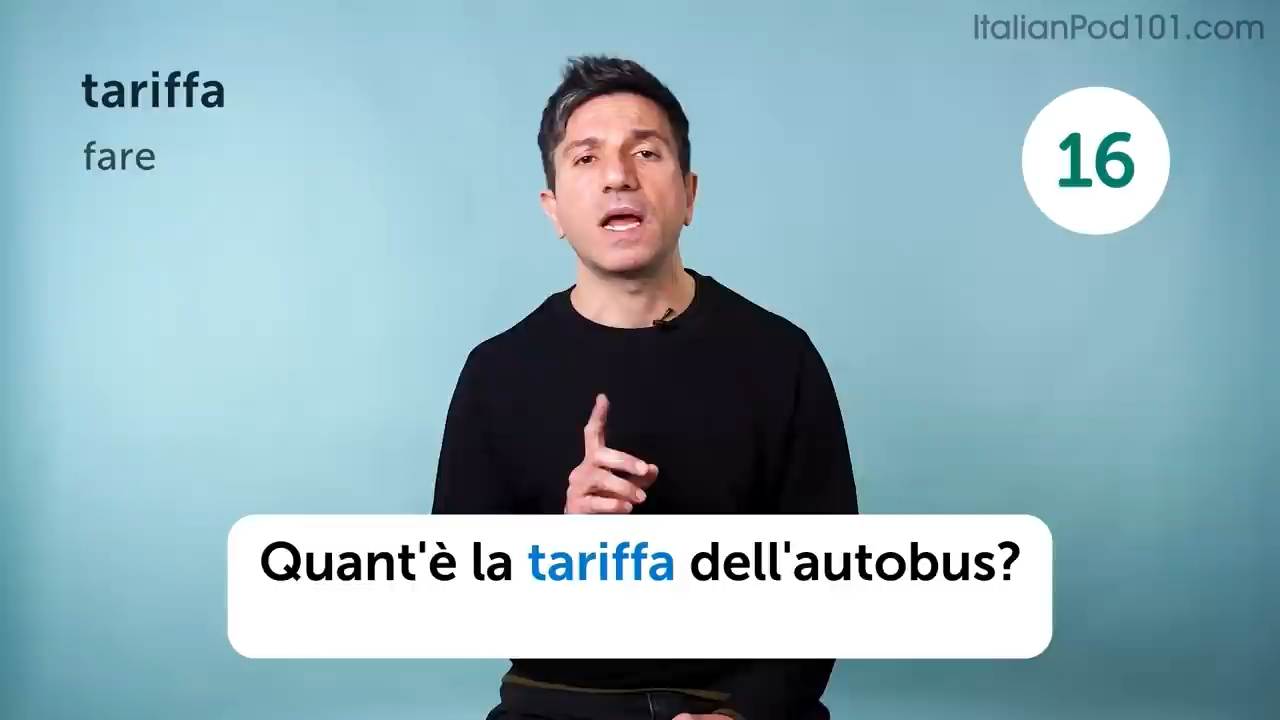 ItalianPod101.com
tariffa
fare
16
Quant'è la tariffa dell'autobus?